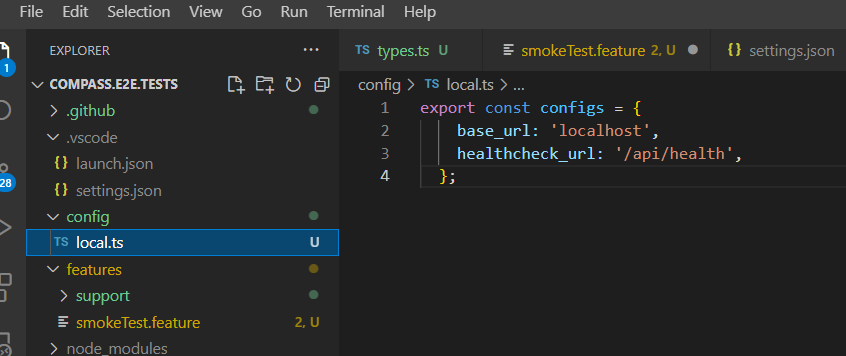 File Edit Selection View Go Run Terminal Help
EXPLORER ...
TS types.ts U smokeTest.feature 2, U {} settings.json
COMPASS.E2E.TESTS
config > TS local.ts > ...
.github
.vscode
{} launch.json
{} settings.json
config
TS local.ts U
features
support
smokeTest.feature 2, U
node_modules
1
28
1 export const configs = {
2 base_url: 'localhost',
3 healthcheck_url: '/api/health',
4 };